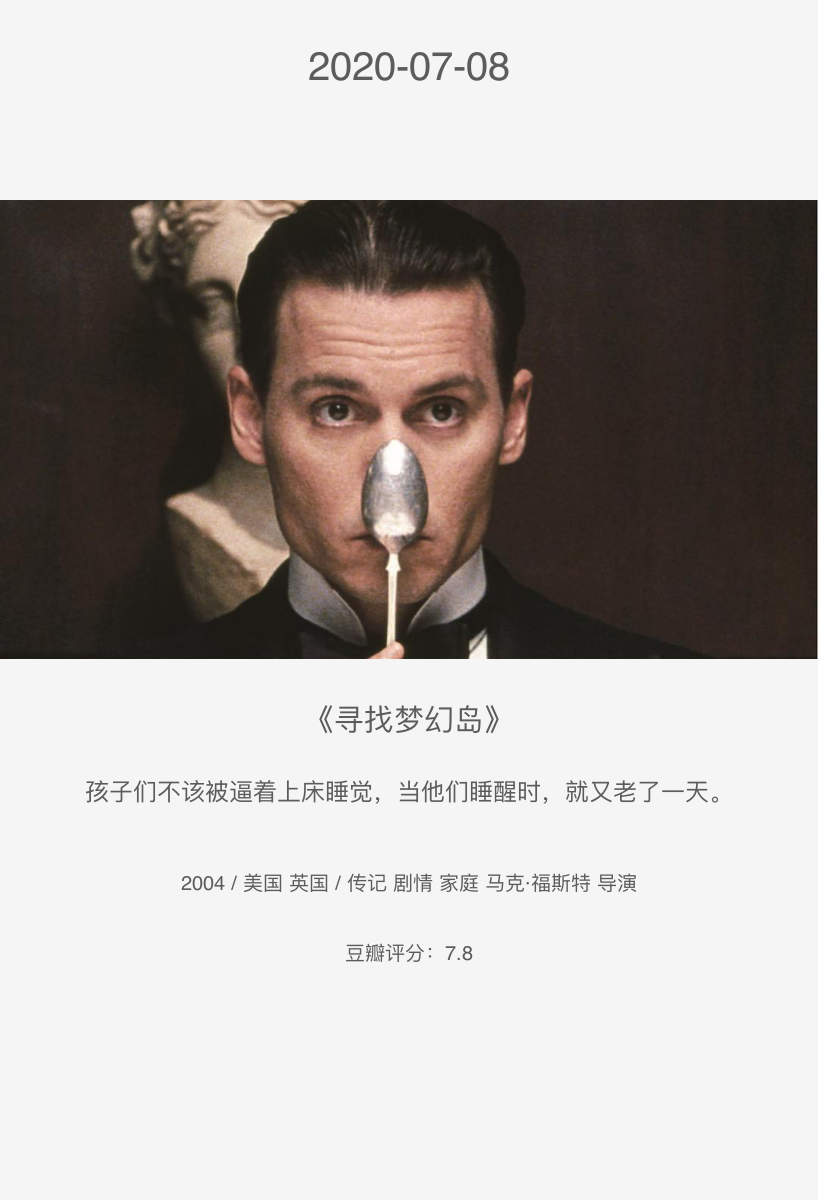 2020-07-08
《寻找梦幻岛》
孩子们不该被逼着上床睡觉，当他们睡醒时，就又老了一天。
2004 / 美国 英国 / 传记 剧情 家庭 马克·福斯特 导演
豆瓣评分：7.8